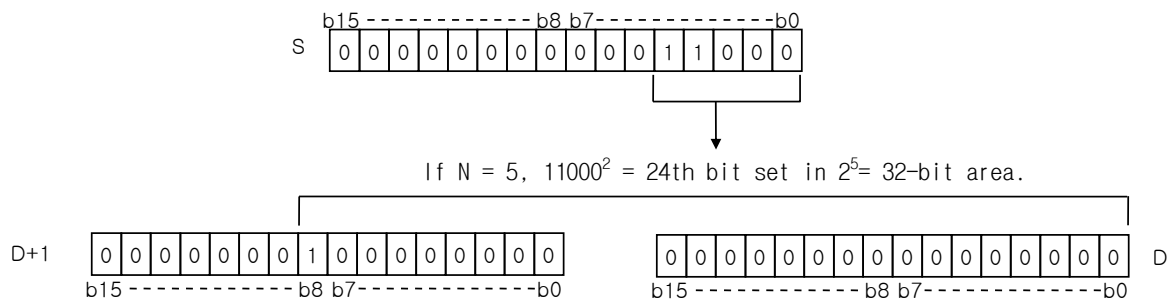 b15---------------b8 b7------------------b0
S 0 0 0 0 0 0 0 0 0 0 0 1 1 0 0 0
If N = 5, 11000² = 24th bit set in 2⁵= 32-bit area.
D+1 0 0 0 0 0 0 0 1 0 0 0 0 0 0 0 0 0 0 0 0 0 0 0 0 0 0 0 0 0 0 0 0 D
b15---------------b8 b7------------------b0 b15---------------b8 b7------------------b0